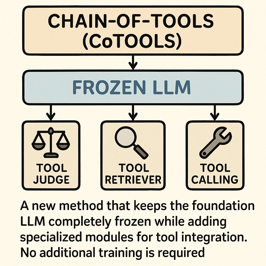 CHAIN-OF-TOOLS
(CoTOOLS)
FROZEN LLM
TOOL
JUDGE
TOOL
RETRIEVER
TOOL
CALLING
A new method that keeps the foundation
LLM completely frozen while adding
specialized modules for tool integration.
No additional training is required